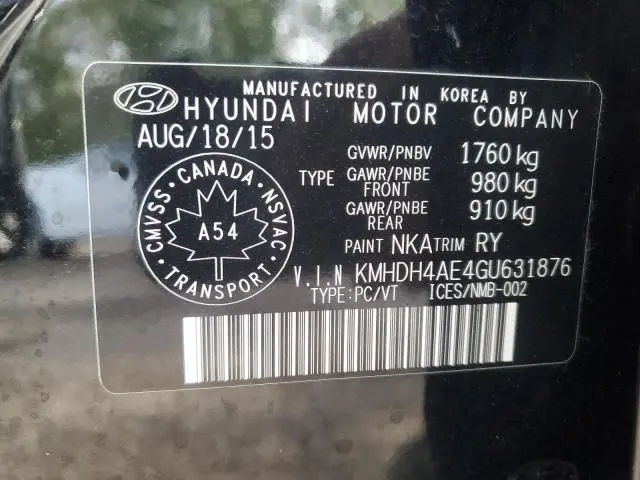 MANUFACTURED IN KOREA BY
HYUNDAI MOTOR COMPANY
AUG/18/15
GVWR/PNBV 1760 kg
TYPE GAWR/PNBE FRONT 980 kg
GAWR/PNBE REAR 910 kg
PAINT NKA TRIM RY
CANADA
CMVSS NSVAC
A54
V.I.N KMHDH4AE4GU631876
TYPE:PC/VT ICES/NMB-002